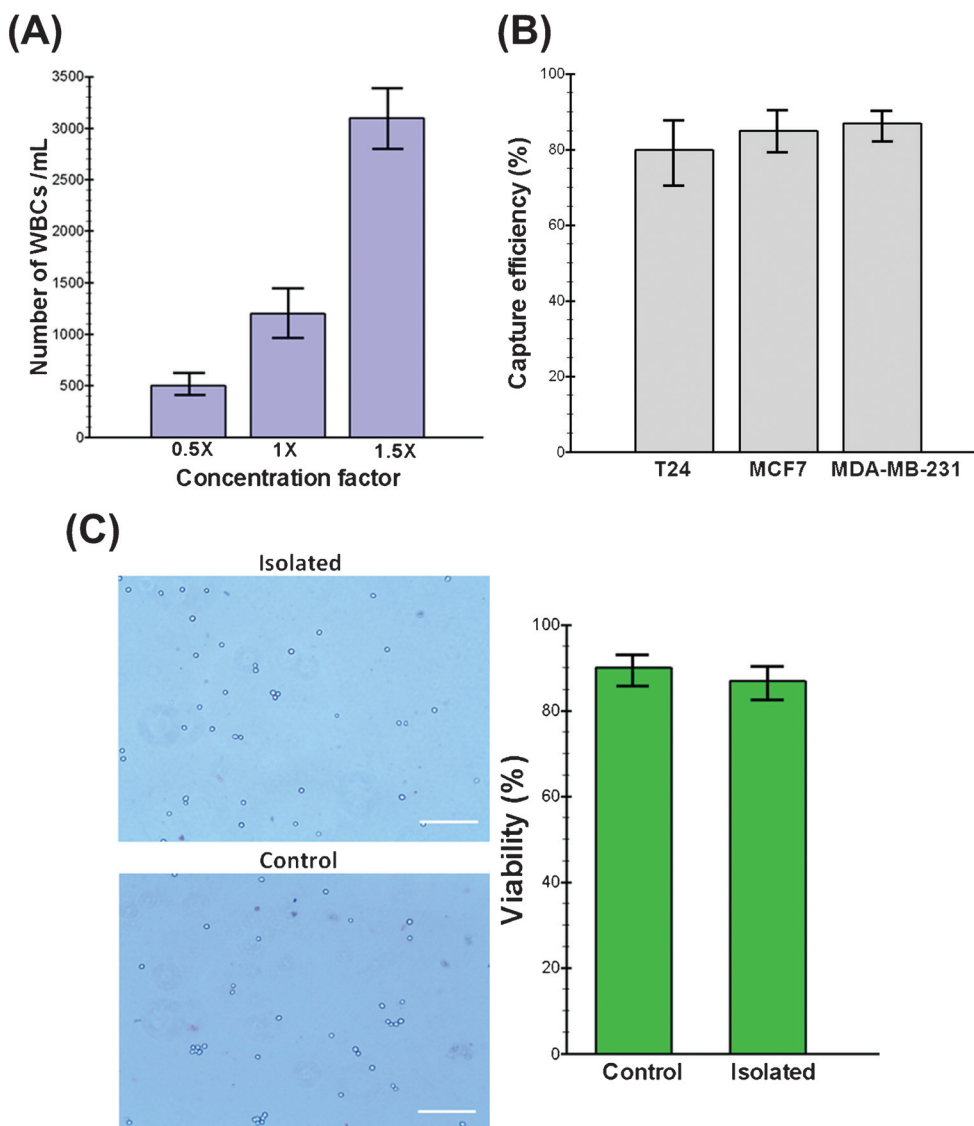 (A)
Number of WBCs /mL
3500
3000
2500
2000
1500
1000
500
0
0.5X 1X 1.5X
Concentration factor
(B)
Capture efficiency (%)
100
80
60
40
20
0
T24 MCF7 MDA-MB-231
(C)
Isolated
Control
Viability (%)
100
80
60
40
20
0
Control Isolated